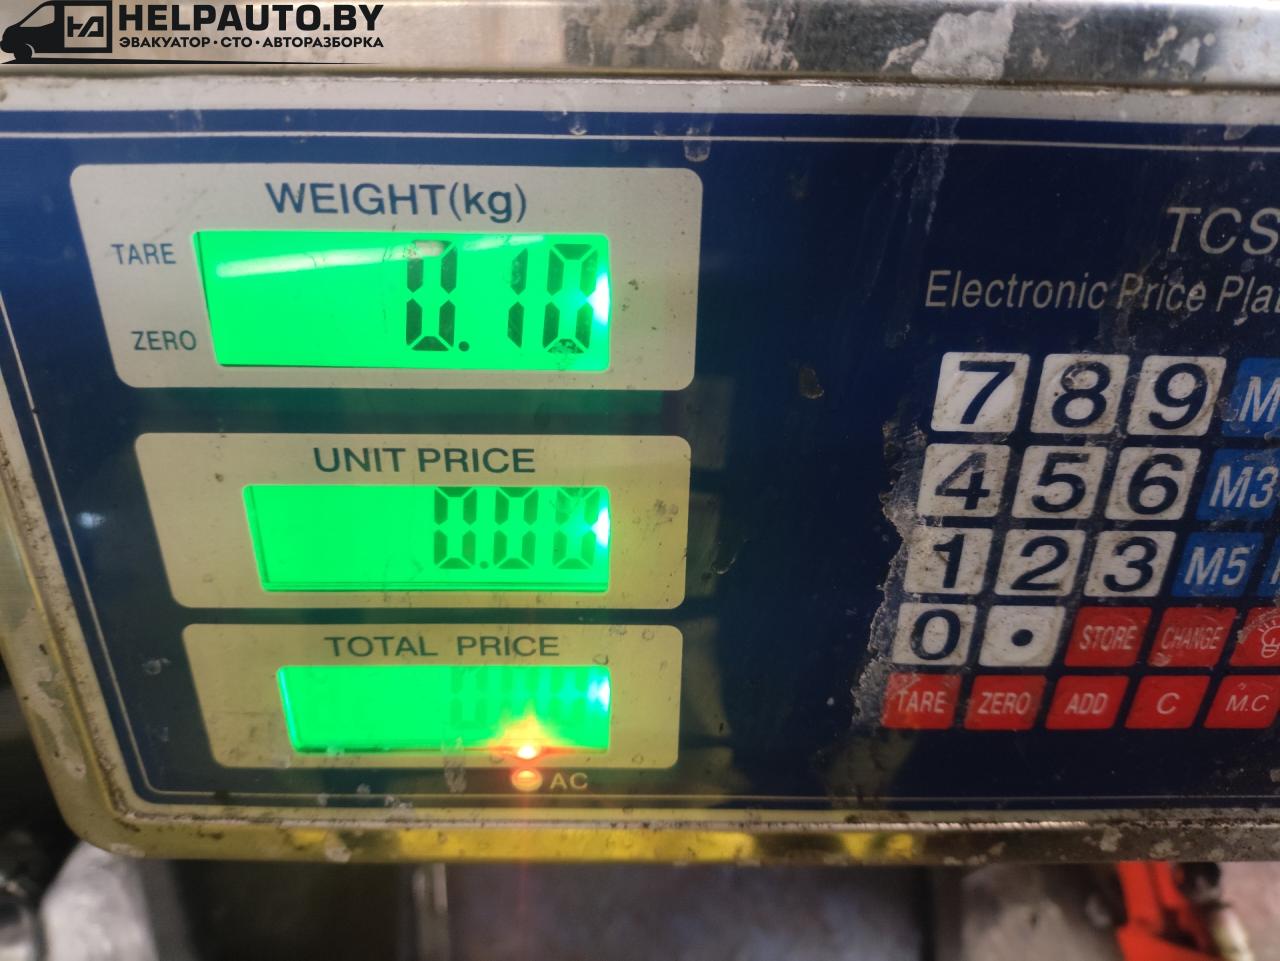 HA HELPAUTO.BY
ЭВАКУАТОР · СТО · АВТОРАЗБОРКА
WEIGHT(kg)
TARE
ZERO
0.10
UNIT PRICE
0.00
TOTAL PRICE
AC
TCS
Electronic Price Pla
7 8 9 M
4 5 6 M3
1 2 3 M5
0 . STORE CHANGE
TARE ZERO ADD C M.C